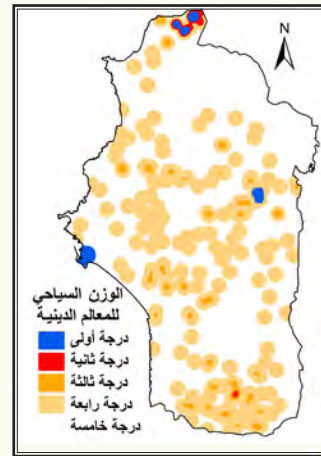 N
الوزن السياحي
للمعالم الدينية
درجة أولى
درجة ثانية
درجة ثالثة
درجة رابعة
درجة خامسة